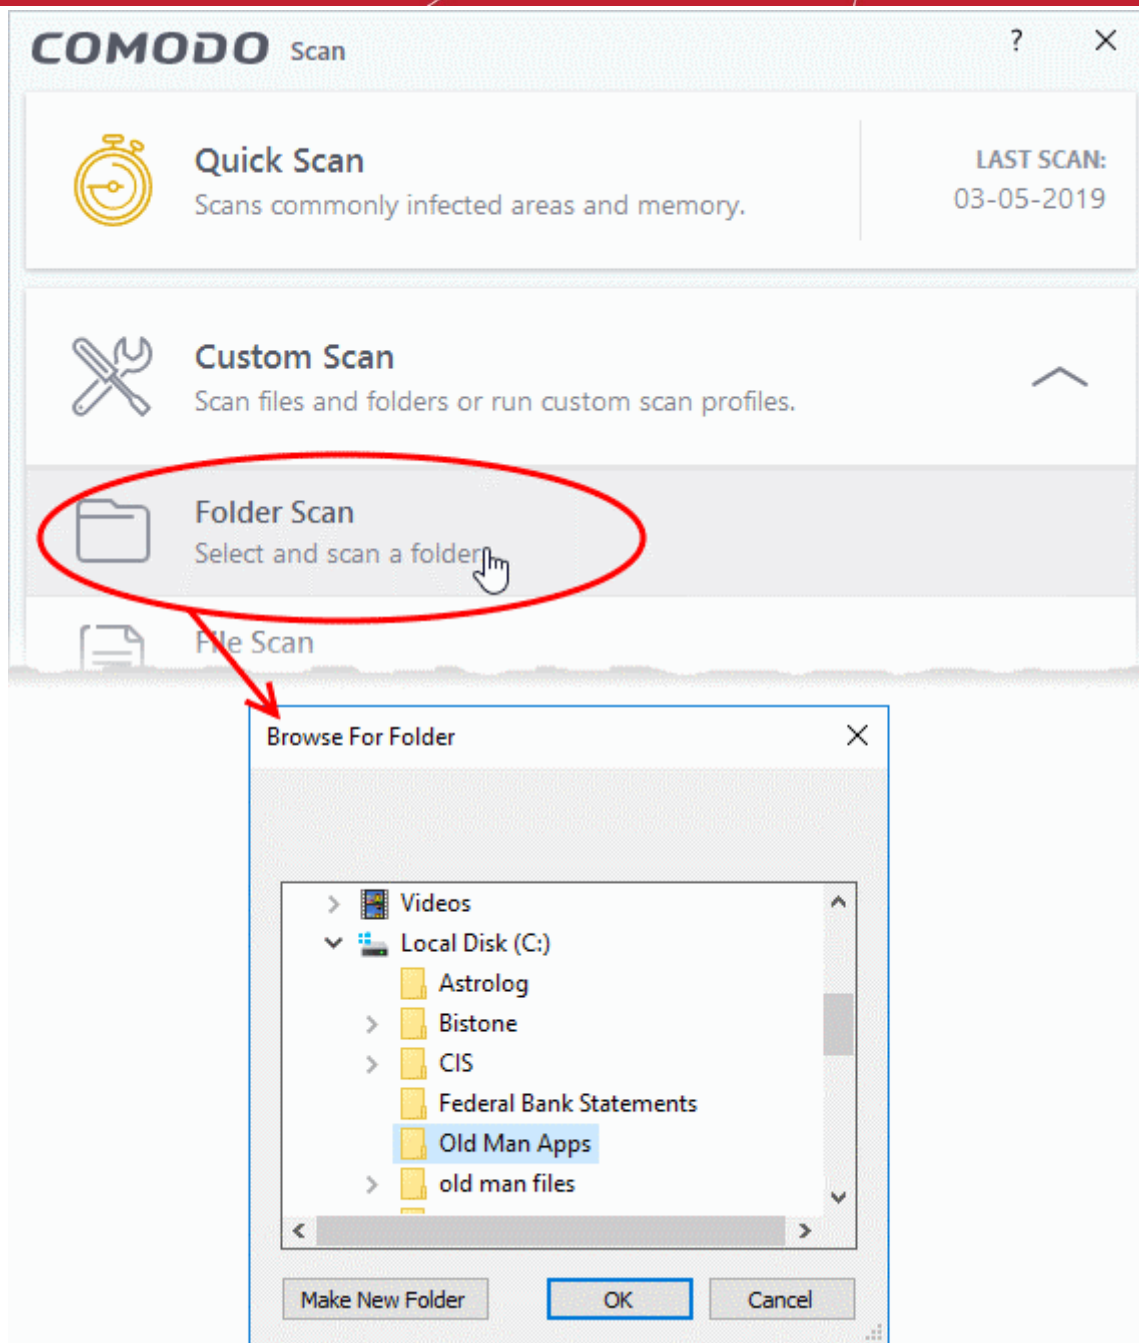 COMODO Scan
?
Quick Scan
Scans commonly infected areas and memory.
LAST SCAN:
03-05-2019
Custom Scan
Scan files and folders or run custom scan profiles.
Folder Scan
Select and scan a folder
File Scan
Browse For Folder
Videos
Local Disk (C:)
Astrolog
Bistone
CIS
Federal Bank Statements
Old Man Apps
old man files
Make New Folder
OK
Cancel